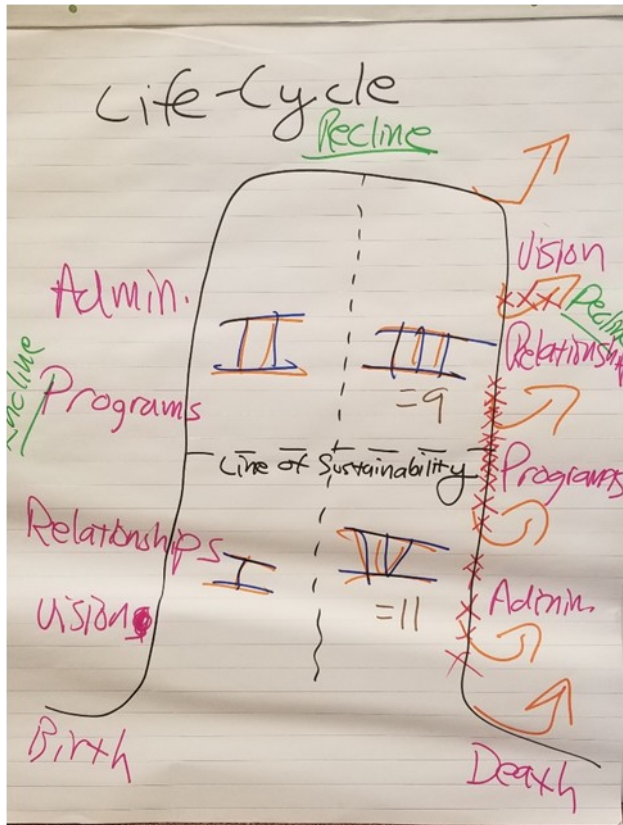 Life-Cycle
Recline
Vision
Admin.
Decline
II
III
Relationship
Incline
Programs
=9
Line of Sustainability
Programs
Relationships
I
IV
Admin.
Vision
=11
Birth
Death